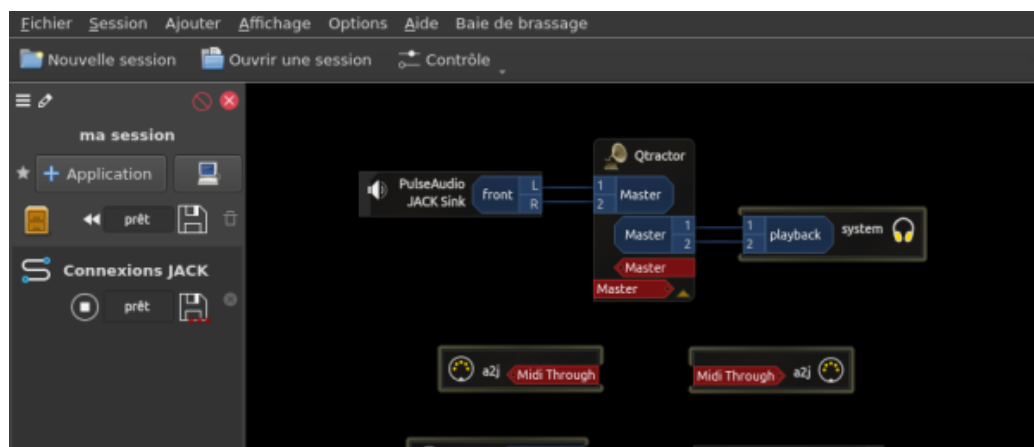 Fichier Session Ajouter Affichage Options Aide Baie de brassage
Nouvelle session Ouvrir une session Contrôle
ma session
Application
prêt
Connexions JACK
prêt
Qtractor
PulseAudio
JACK Sink
front
L
R
1
2
Master
Master
1
2
1
2
playback
system
Master
Master
a2j Midi Through
Midi Through a2j